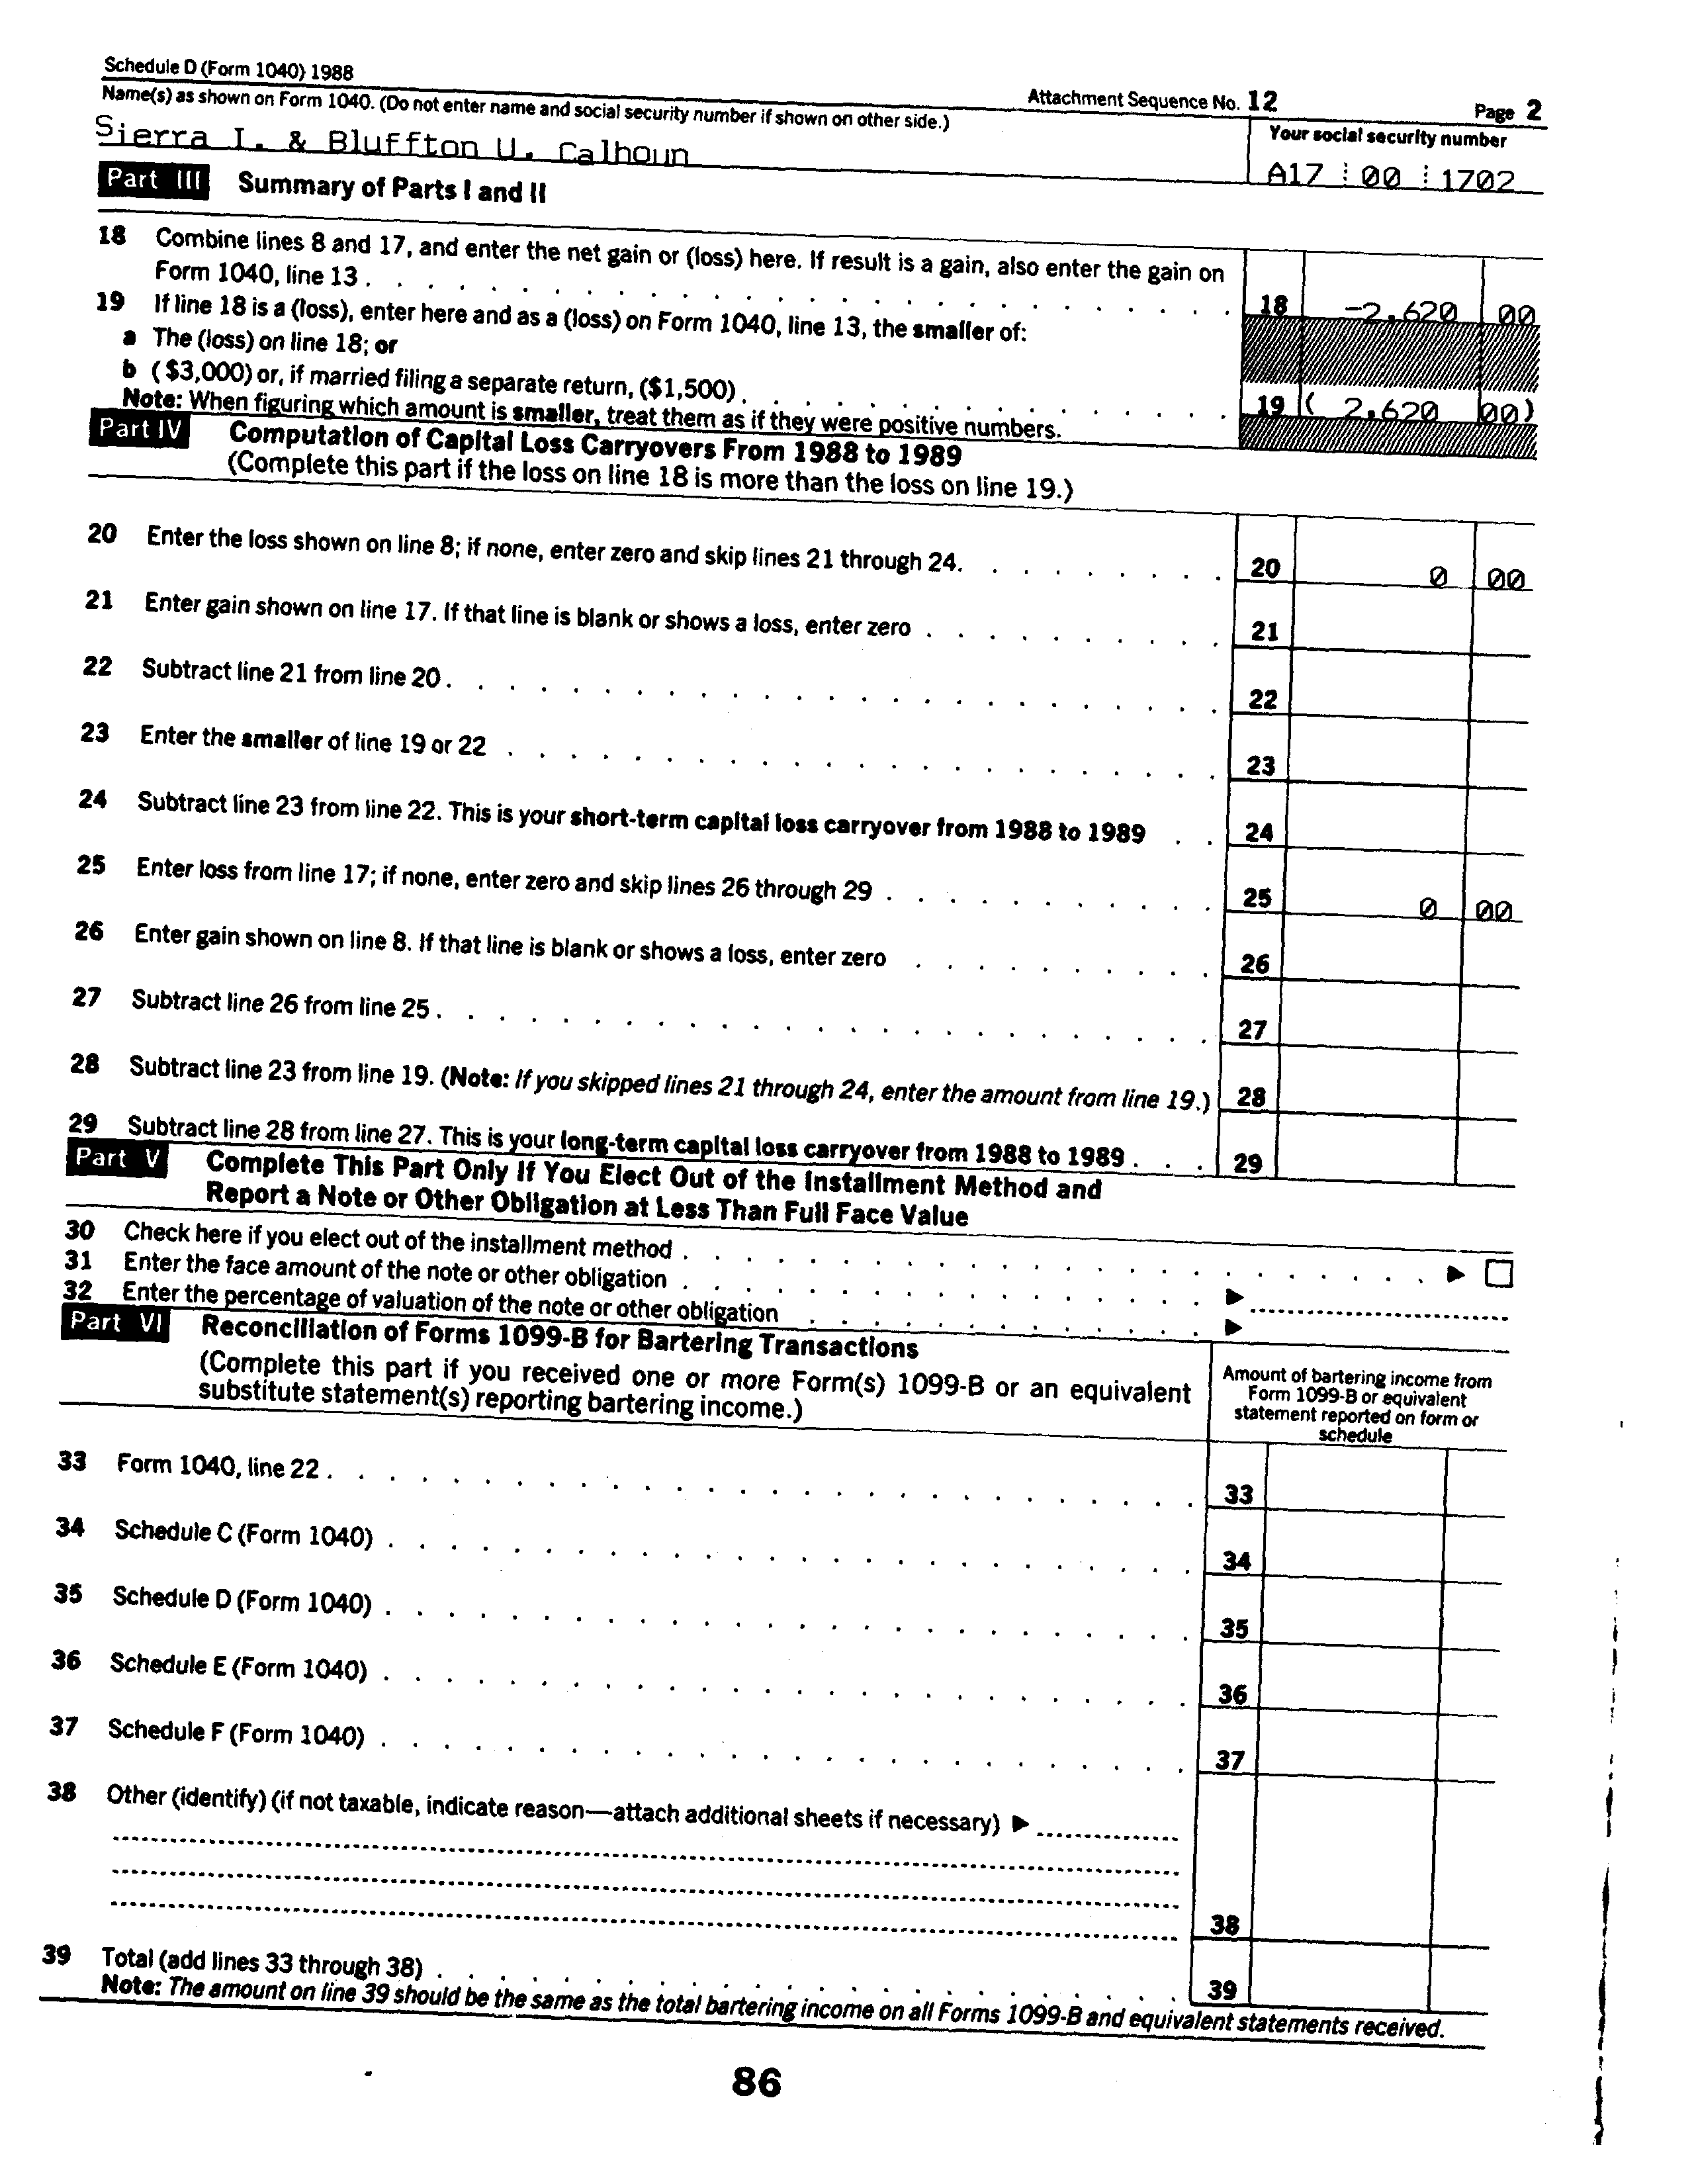 Schedule D (Form 1040) 1988
Attachment Sequence No. 12
Page 2
Name(s) as shown on Form 1040. (Do not enter name and social security number if shown on other side.)
Your social security number
Sierra I. & Bluffton U. Calhoun
A17 00 1702
Part III Summary of Parts I and II
18 Combine lines 8 and 17, and enter the net gain or (loss) here. If result is a gain, also enter the gain on
Form 1040, line 13 . . . . . . . . . . . . . . . . . . . . . . . . . . . 18 -2,620 00
19 If line 18 is a (loss), enter here and as a (loss) on Form 1040, line 13, the smaller of:
a The (loss) on line 18; or
b ($3,000) or, if married filing a separate return, ($1,500) . . . . . . . . . . . . . . . 19 ( 2,620 00)
Note: When figuring which amount is smaller, treat them as if they were positive numbers.
Part IV Computation of Capital Loss Carryovers From 1988 to 1989
(Complete this part if the loss on line 18 is more than the loss on line 19.)
20 Enter the loss shown on line 8; if none, enter zero and skip lines 21 through 24. . . . . . . . . 20 0 00
21 Enter gain shown on line 17. If that line is blank or shows a loss, enter zero . . . . . . . . . . 21
22 Subtract line 21 from line 20 . . . . . . . . . . . . . . . . . . . . . . . . . 22
23 Enter the smaller of line 19 or 22 . . . . . . . . . . . . . . . . . . . . . . . 23
24 Subtract line 23 from line 22. This is your short-term capital loss carryover from 1988 to 1989 . . 24
25 Enter loss from line 17; if none, enter zero and skip lines 26 through 29 . . . . . . . . . . . 25 0 00
26 Enter gain shown on line 8. If that line is blank or shows a loss, enter zero . . . . . . . . . . 26
27 Subtract line 26 from line 25 . . . . . . . . . . . . . . . . . . . . . . . . . 27
28 Subtract line 23 from line 19. (Note: If you skipped lines 21 through 24, enter the amount from line 19.) 28
29 Subtract line 28 from line 27. This is your long-term capital loss carryover from 1988 to 1989 . . . 29
Part V Complete This Part Only If You Elect Out of the Installment Method and
Report a Note or Other Obligation at Less Than Full Face Value
30 Check here if you elect out of the installment method . . . . . . . . . . . . . . . . . . . . . . . . ▶ □
31 Enter the face amount of the note or other obligation . . . . . . . . . . . . . . . . . ▶
32 Enter the percentage of valuation of the note or other obligation . . . . . . . . . . . . . ▶
Part VI Reconciliation of Forms 1099-B for Bartering Transactions
(Complete this part if you received one or more Form(s) 1099-B or an equivalent
substitute statement(s) reporting bartering income.)
Amount of bartering income from
Form 1099-B or equivalent
statement reported on form or
schedule
33 Form 1040, line 22 . . . . . . . . . . . . . . . . . . . . . . . . . . . . 33
34 Schedule C (Form 1040) . . . . . . . . . . . . . . . . . . . . . . . . . . 34
35 Schedule D (Form 1040) . . . . . . . . . . . . . . . . . . . . . . . . . . 35
36 Schedule E (Form 1040) . . . . . . . . . . . . . . . . . . . . . . . . . . 36
37 Schedule F (Form 1040) . . . . . . . . . . . . . . . . . . . . . . . . . . 37
38 Other (identify) (if not taxable, indicate reason—attach additional sheets if necessary) ▶
38
39 Total (add lines 33 through 38) . . . . . . . . . . . . . . . . . . . . . . . . 39
Note: The amount on line 39 should be the same as the total bartering income on all Forms 1099-B and equivalent statements received.
86